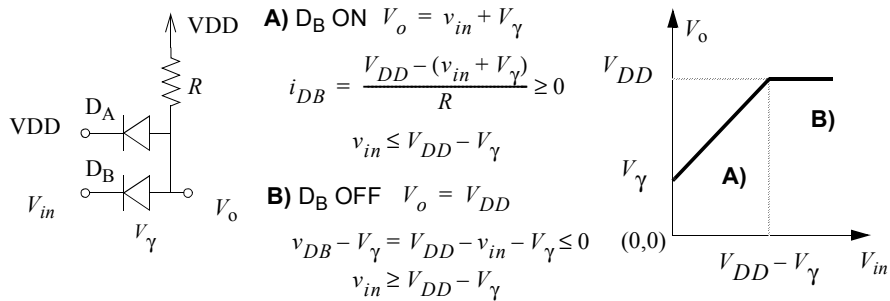 VDD
R
D_A
VDD
D_B
V_in
V_o
V_γ
A) D_B ON V_o = v_in + V_γ
i_DB = (V_DD – (v_in + V_γ)) / R ≥ 0
v_in ≤ V_DD – V_γ
B) D_B OFF V_o = V_DD
v_DB – V_γ = V_DD – v_in – V_γ ≤ 0
v_in ≥ V_DD – V_γ
V_o
V_DD
B)
V_γ
A)
(0,0)
V_DD – V_γ
V_in